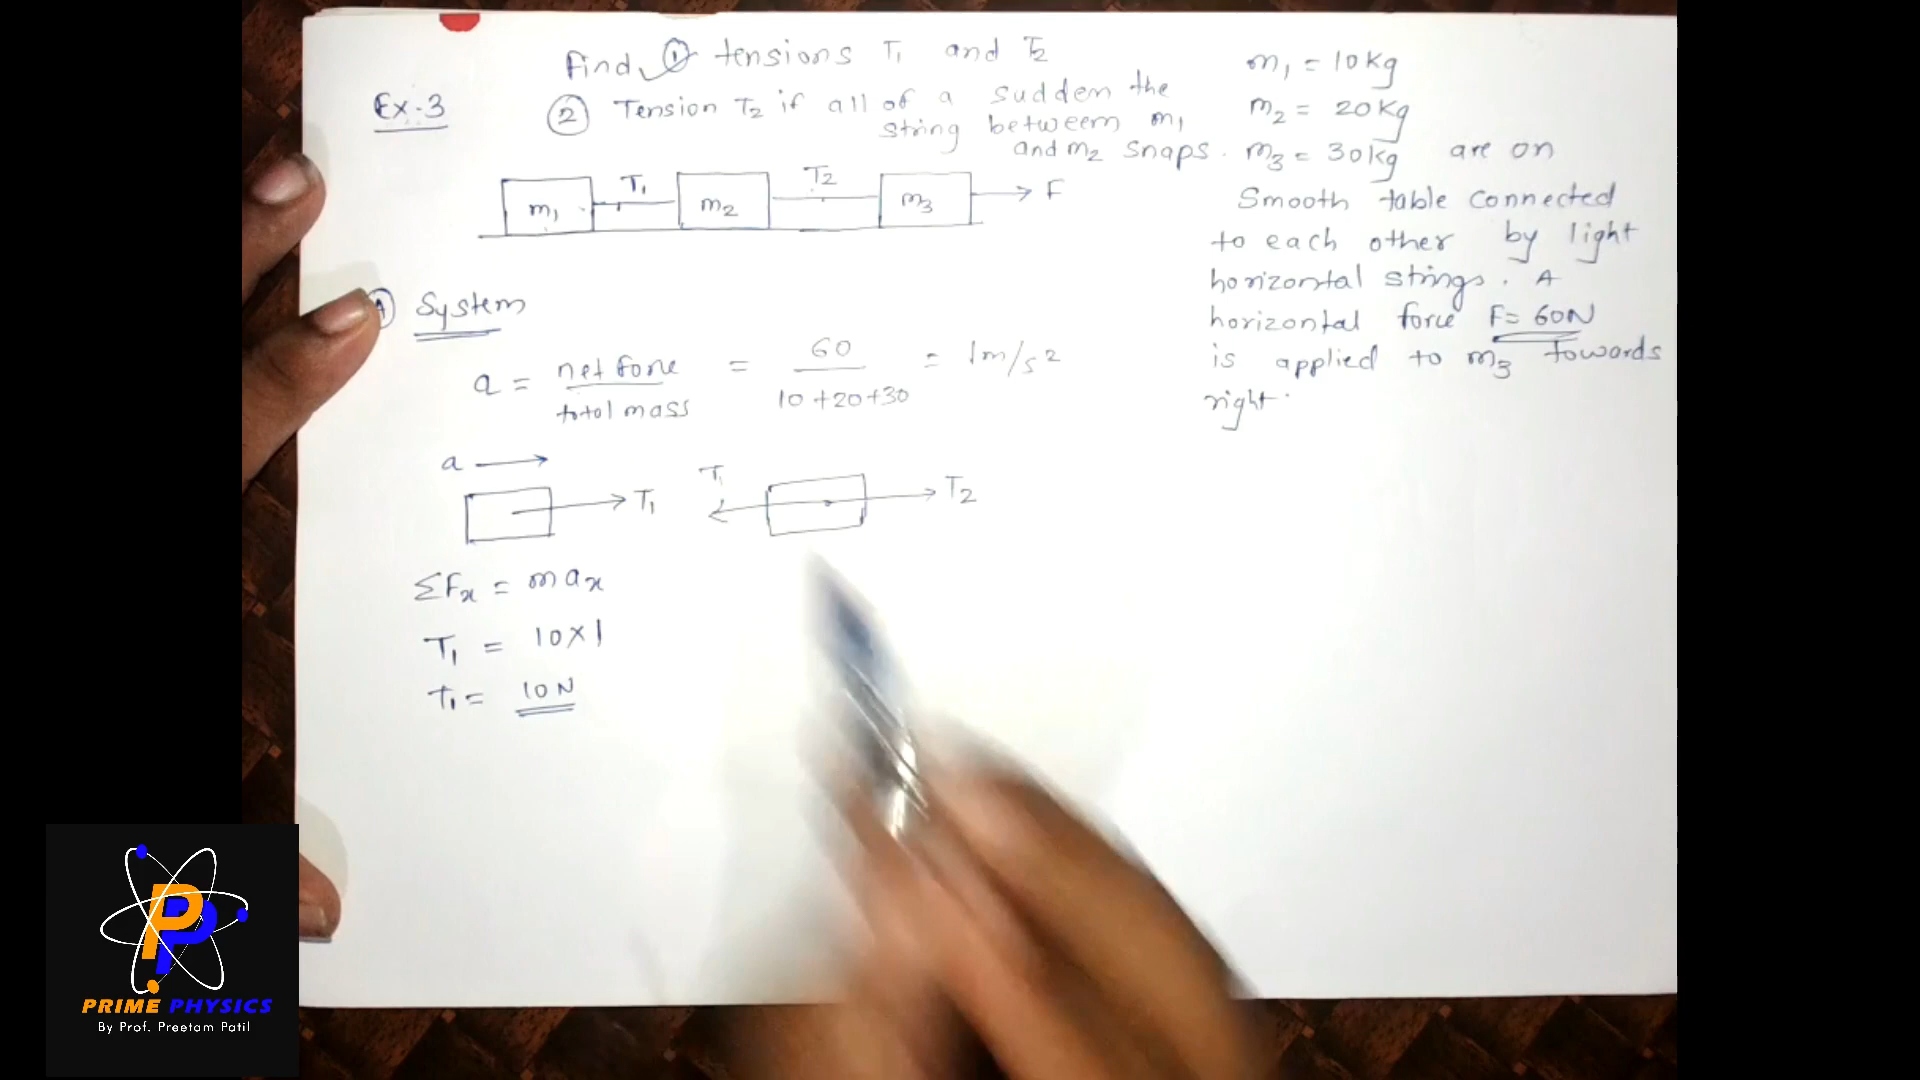 Find ① tensions T1 and T2
Ex.3
② Tension T2 if all of a sudden the
string between m1
and m2 snaps.
m1 = 10kg
m2 = 20kg
m3 = 30kg are on
Smooth table connected
to each other by light
horizontal strings. A
horizontal force F= 60N
is applied to m3 towards
right.
m1 T1 m2 T2 m3 F
System
a = net force / total mass = 60 / 10+20+30 = 1m/s²
a
T1
T1 T2
ΣFx = max
T1 = 10×1
T1 = 10N
PP
PRIME PHYSICS
By Prof. Preetam Patil